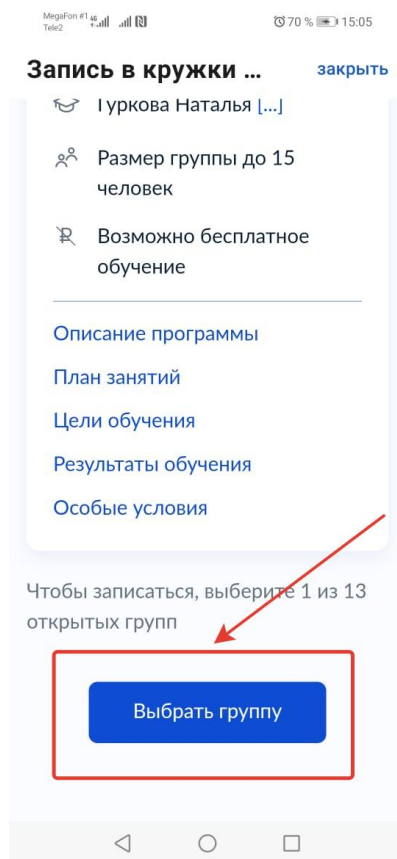 MegaFon #1 46
Tele2
70 % 15:05
Запись в кружки ...
закрыть
Гуркова Наталья [...]
Размер группы до 15
человек
Возможно бесплатное
обучение
Описание программы
План занятий
Цели обучения
Результаты обучения
Особые условия
Чтобы записаться, выберите 1 из 13
открытых групп
Выбрать группу